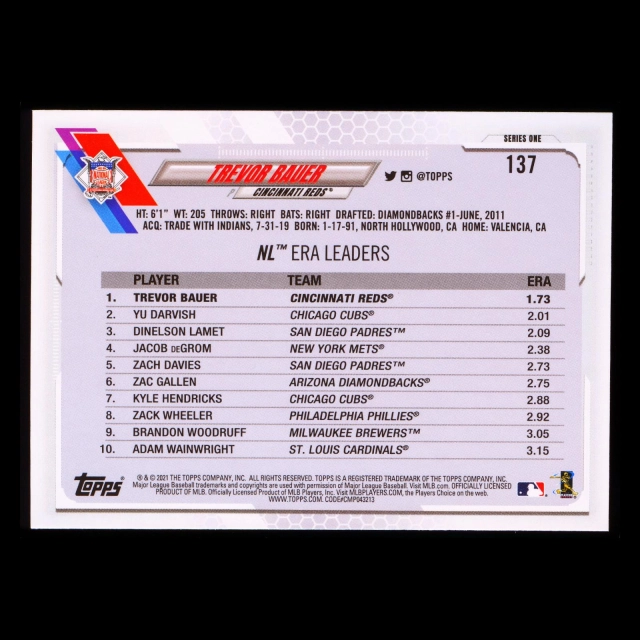 SERIES ONE
137
TREVOR BAUER
P
CINCINNATI REDS®
@TOPPS
HT: 6'1" WT: 205 THROWS: RIGHT BATS: RIGHT DRAFTED: DIAMONDBACKS #1-JUNE, 2011
ACQ: TRADE WITH INDIANS, 7-31-19 BORN: 1-17-91, NORTH HOLLYWOOD, CA HOME: VALENCIA, CA
NL™ ERA LEADERS
PLAYER TEAM ERA
1. TREVOR BAUER CINCINNATI REDS® 1.73
2. YU DARVISH CHICAGO CUBS® 2.01
3. DINELSON LAMET SAN DIEGO PADRES™ 2.09
4. JACOB DEGROM NEW YORK METS® 2.38
5. ZACH DAVIES SAN DIEGO PADRES™ 2.73
6. ZAC GALLEN ARIZONA DIAMONDBACKS® 2.75
7. KYLE HENDRICKS CHICAGO CUBS® 2.88
8. ZACK WHEELER PHILADELPHIA PHILLIES® 2.92
9. BRANDON WOODRUFF MILWAUKEE BREWERS™ 3.05
10. ADAM WAINWRIGHT ST. LOUIS CARDINALS® 3.15
Topps
® & © 2021 THE TOPPS COMPANY, INC. ALL RIGHTS RESERVED. TOPPS IS A REGISTERED TRADEMARK OF THE TOPPS COMPANY, INC.
Major League Baseball trademarks and copyrights are used with permission of Major League Baseball. Visit MLB.com. OFFICIALLY LICENSED
PRODUCT OF MLB. Officially Licensed Product of MLB Players, Inc. Visit MLBPLAYERS.COM, the Players Choice on the web.
WWW.TOPPS.COM. CODE#CMP043213